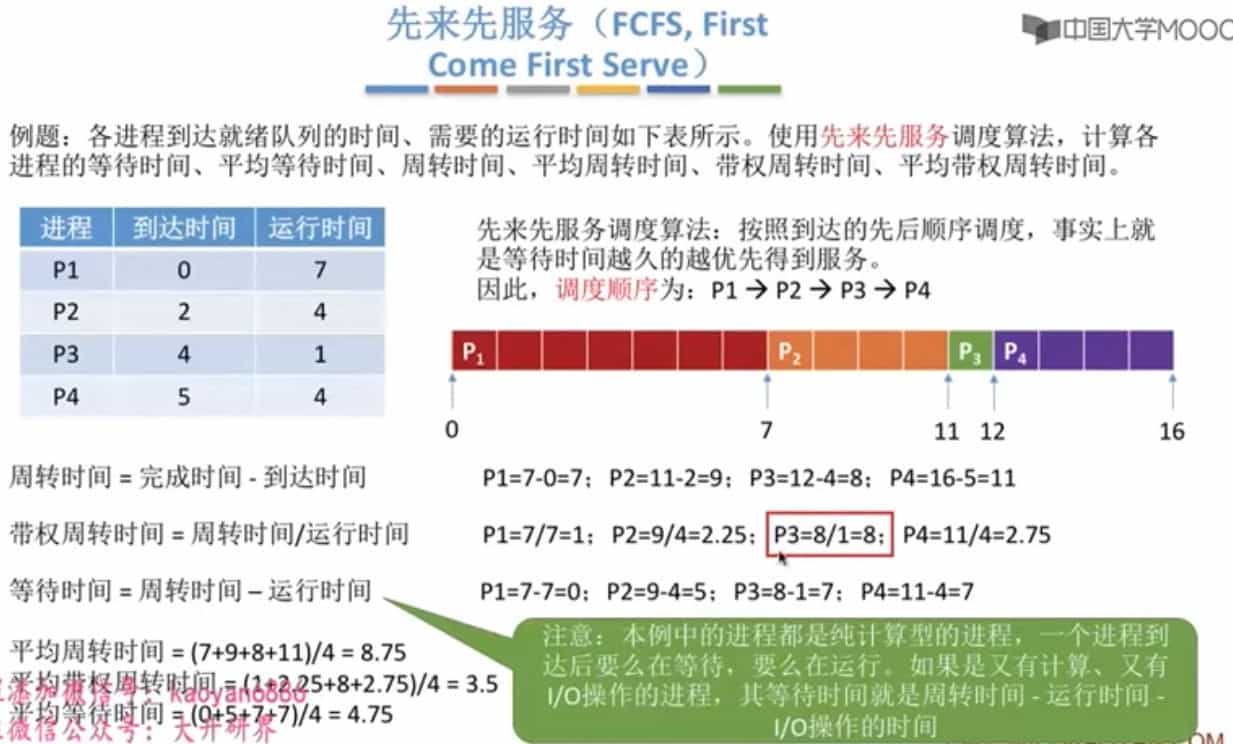 先来先服务（FCFS, First
Come First Serve）
中国大学MOOC
例题：各进程到达就绪队列的时间、需要的运行时间如下表所示。使用先来先服务调度算法，计算各
进程的等待时间、平均等待时间、周转时间、平均周转时间、带权周转时间、平均带权周转时间。
进程 到达时间 运行时间
P1 0 7
P2 2 4
P3 4 1
P4 5 4
先来先服务调度算法：按照到达的先后顺序调度，事实上就
是等待时间越久的越优先得到服务。
因此，调度顺序为：P1 → P2 → P3 → P4
P₁ P₂ P₃ P₄
0 7 11 12 16
周转时间 = 完成时间 - 到达时间 P1=7-0=7；P2=11-2=9；P3=12-4=8；P4=16-5=11
带权周转时间 = 周转时间/运行时间 P1=7/7=1；P2=9/4=2.25；P3=8/1=8；P4=11/4=2.75
等待时间 = 周转时间 – 运行时间 P1=7-7=0；P2=9-4=5；P3=8-1=7；P4=11-4=7
注意：本例中的进程都是纯计算型的进程，一个进程到
达后要么在等待，要么在运行。如果是又有计算、又有
I/O操作的进程，其等待时间就是周转时间 - 运行时间 -
I/O操作的时间
平均周转时间 = (7+9+8+11)/4 = 8.75
平均带权周转时间 = (1+2.25+8+2.75)/4 = 3.5
平均等待时间 = (0+5+7+7)/4 = 4.75
添加微信号：kaoyan666
微信公众号：大开研界